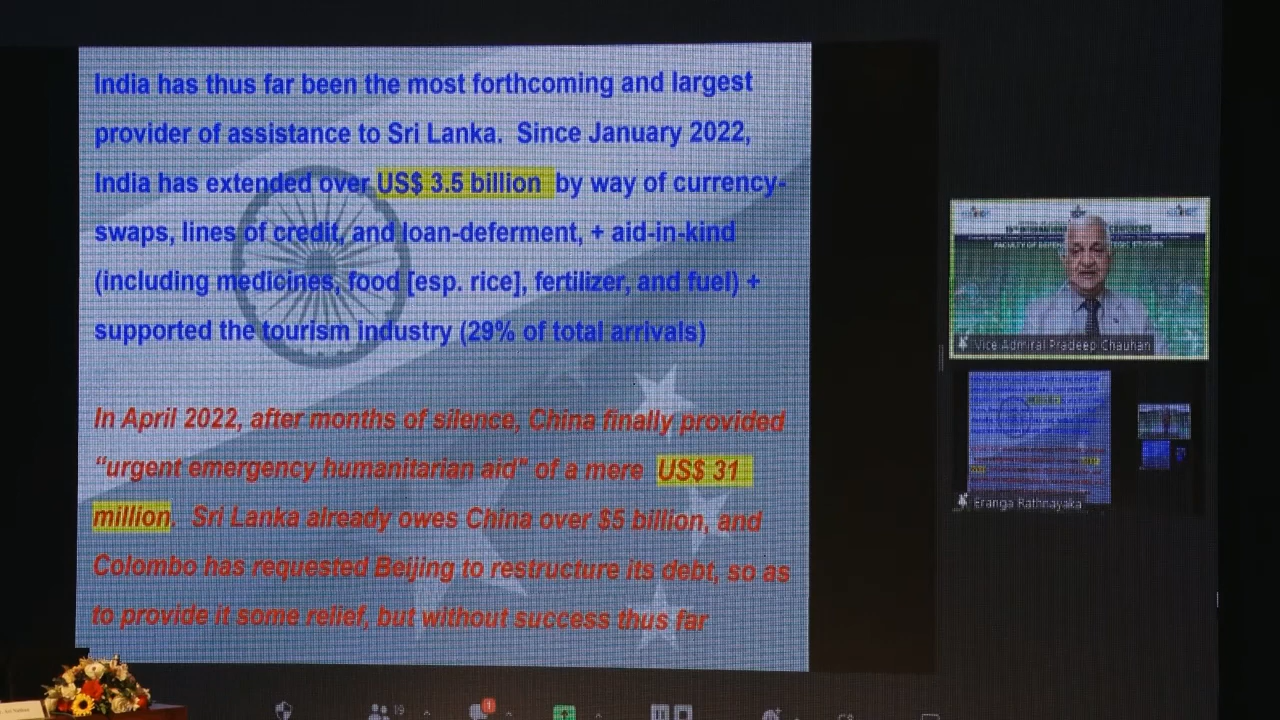 India has thus far been the most forthcoming and largest
provider of assistance to Sri Lanka. Since January 2022,
India has extended over US$ 3.5 billion by way of currency-
swaps, lines of credit, and loan-deferment, + aid-in-kind
(including medicines, food [esp. rice], fertilizer, and fuel) +
supported the tourism industry (29% of total arrivals)
In April 2022, after months of silence, China finally provided
“urgent emergency humanitarian aid" of a mere US$ 31
million. Sri Lanka already owes China over $5 billion, and
Colombo has requested Beijing to restructure its debt, so as
to provide it some relief, but without success thus far
Vice Admiral Pradeep Chauhan
Eranga Rathnayaka
19
1